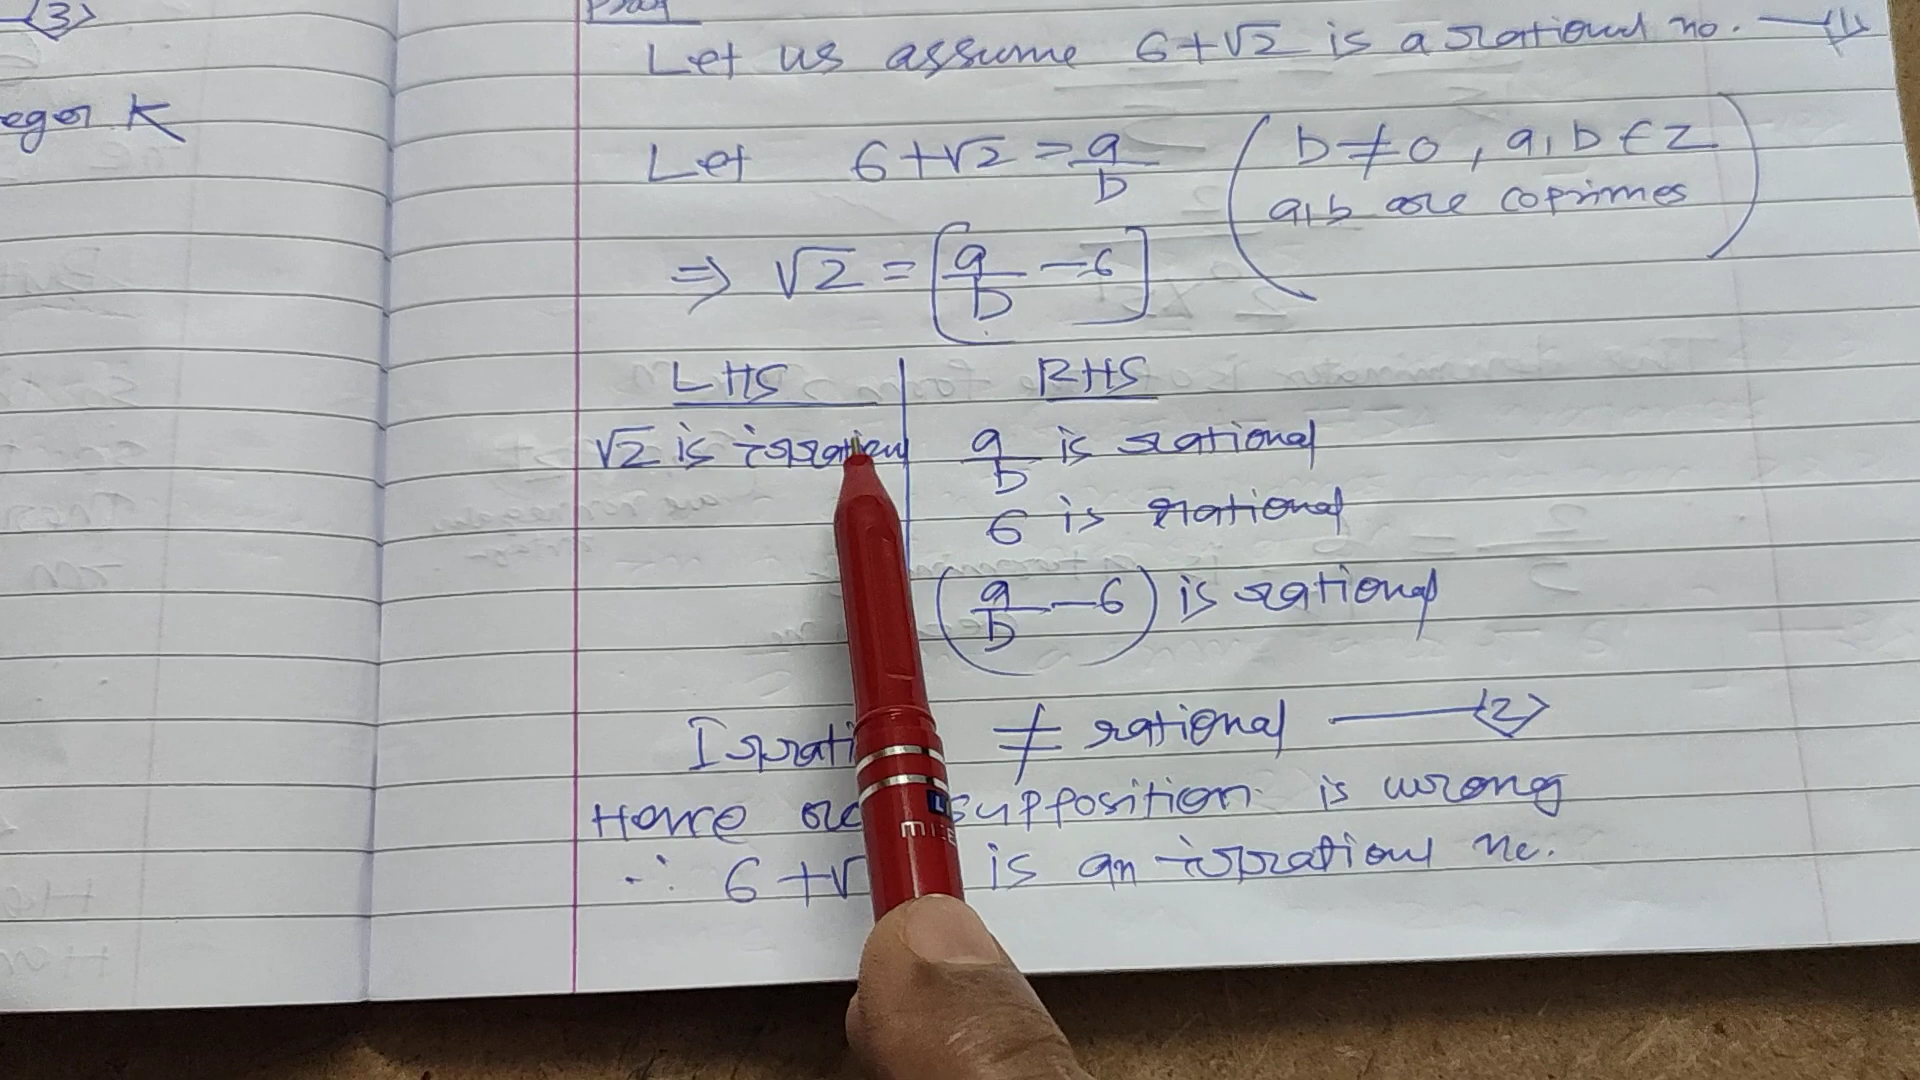 <3>
eger K
Proof
Let us assume 6+√2 is a rational no. —<1>
Let 6+√2 = a/b (b≠0, a,b ∈ Z
a,b are coprimes)
⇒ √2 = [a/b − 6]
LHS RHS
√2 is irrational a/b is rational
6 is rational
(a/b − 6) is rational
Irrati ≠ rational —<2>
Hence supposition is wrong
∴ 6+√ is an irrational no.